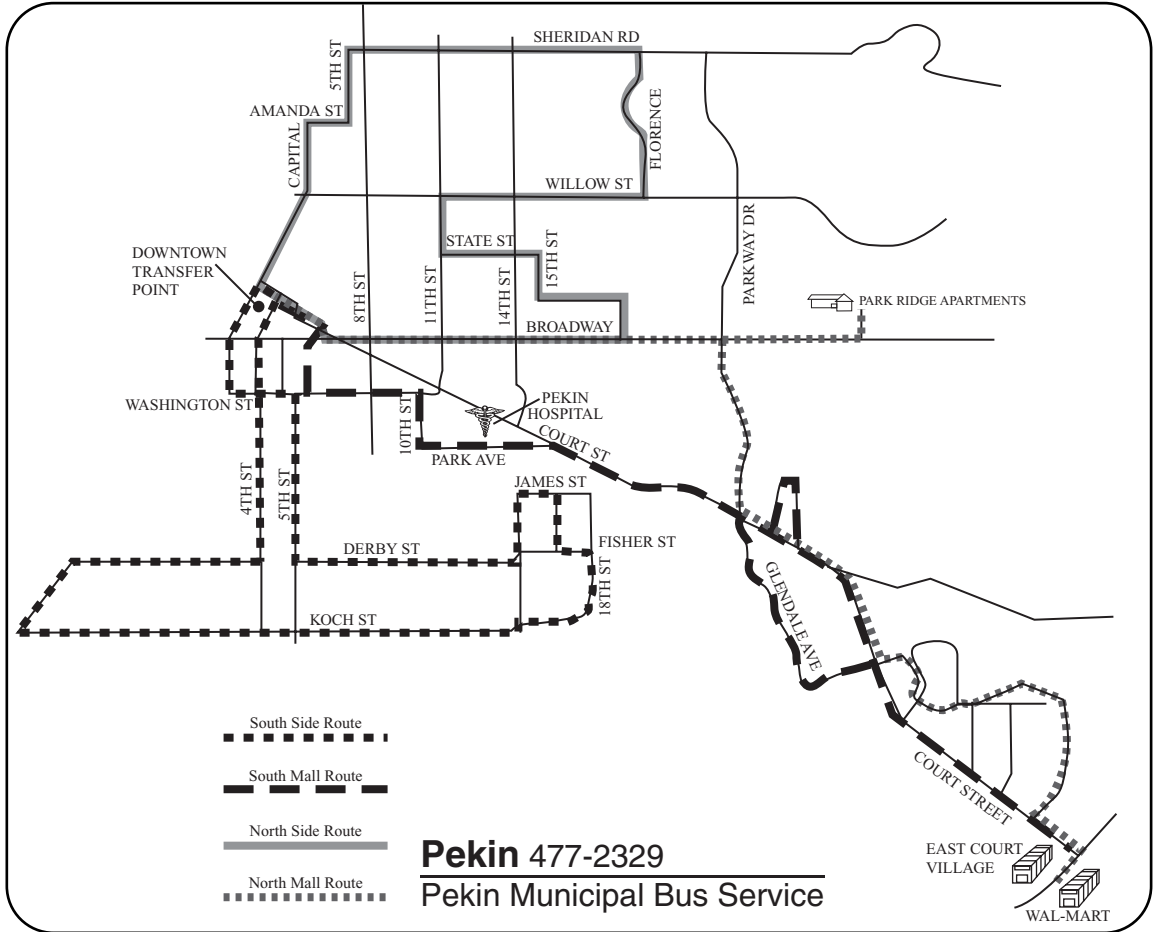 SHERIDAN RD
5TH ST
AMANDA ST
CAPITAL
FLORENCE
WILLOW ST
PARKWAY DR
STATE ST
15TH ST
DOWNTOWN
TRANSFER
POINT
8TH ST
11TH ST
14TH ST
PARK RIDGE APARTMENTS
BROADWAY
WASHINGTON ST
10TH ST
PEKIN
HOSPITAL
COURT ST
PARK AVE
4TH ST
5TH ST
JAMES ST
FISHER ST
DERBY ST
18TH ST
GLENDALE AVE
KOCH ST
South Side Route
South Mall Route
North Side Route
North Mall Route
COURT STREET
EAST COURT
VILLAGE
WAL-MART
Pekin 477-2329
Pekin Municipal Bus Service